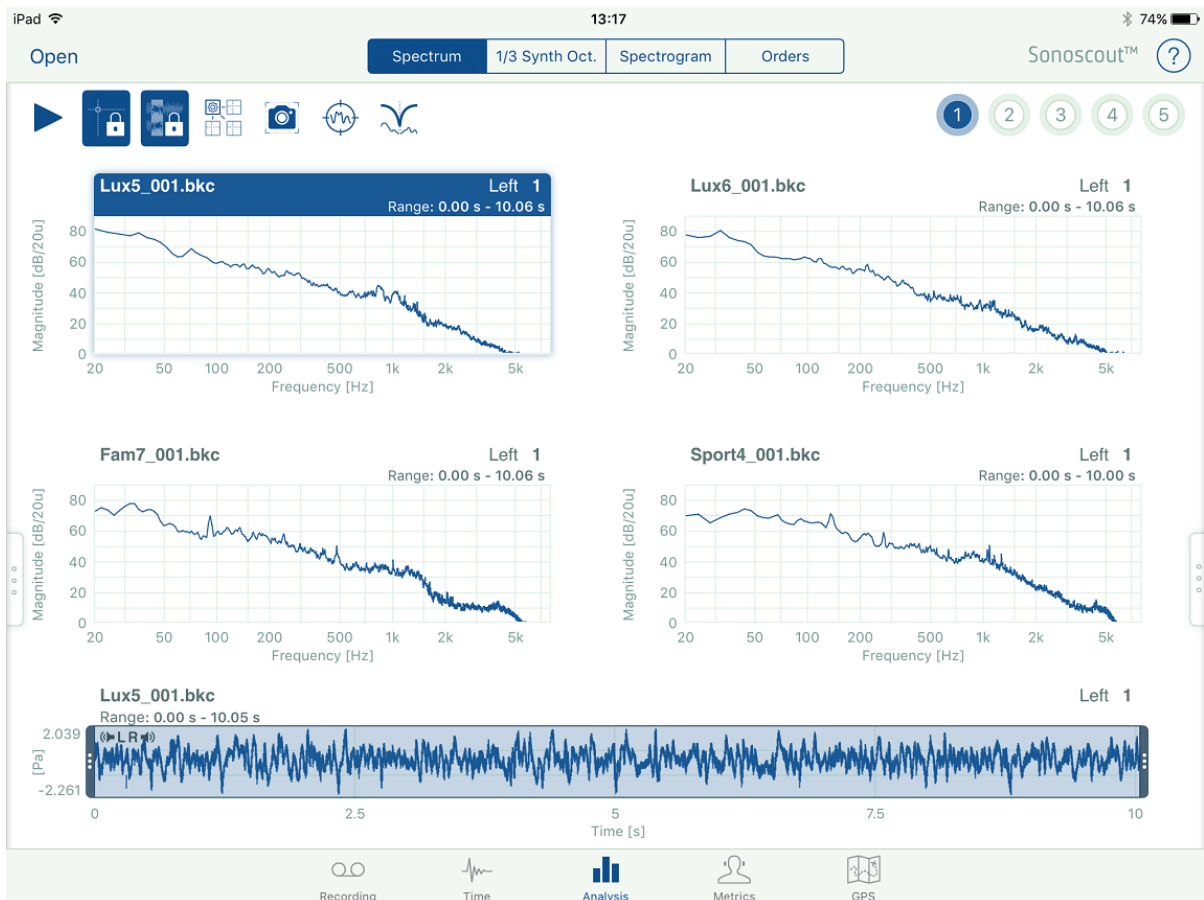 iPad 13:17 74%
Open Spectrum 1/3 Synth Oct. Spectrogram Orders Sonoscout™ ?
1 2 3 4 5
Lux5_001.bkc Left 1
Range: 0.00 s - 10.06 s
Magnitude [dB/20u]
80
60
40
20
0
20 50 100 200 500 1k 2k 5k
Frequency [Hz]
Lux6_001.bkc Left 1
Range: 0.00 s - 10.06 s
Magnitude [dB/20u]
80
60
40
20
0
20 50 100 200 500 1k 2k 5k
Frequency [Hz]
Fam7_001.bkc Left 1
Range: 0.00 s - 10.06 s
Magnitude [dB/20u]
80
60
40
20
0
20 50 100 200 500 1k 2k 5k
Frequency [Hz]
Sport4_001.bkc Left 1
Range: 0.00 s - 10.00 s
Magnitude [dB/20u]
80
60
40
20
0
20 50 100 200 500 1k 2k 5k
Frequency [Hz]
Lux5_001.bkc Left 1
Range: 0.00 s - 10.05 s
L R
2.039
[Pa]
-2.261
0 2.5 5 7.5 10
Time [s]
Recording Time Analysis Metrics GPS